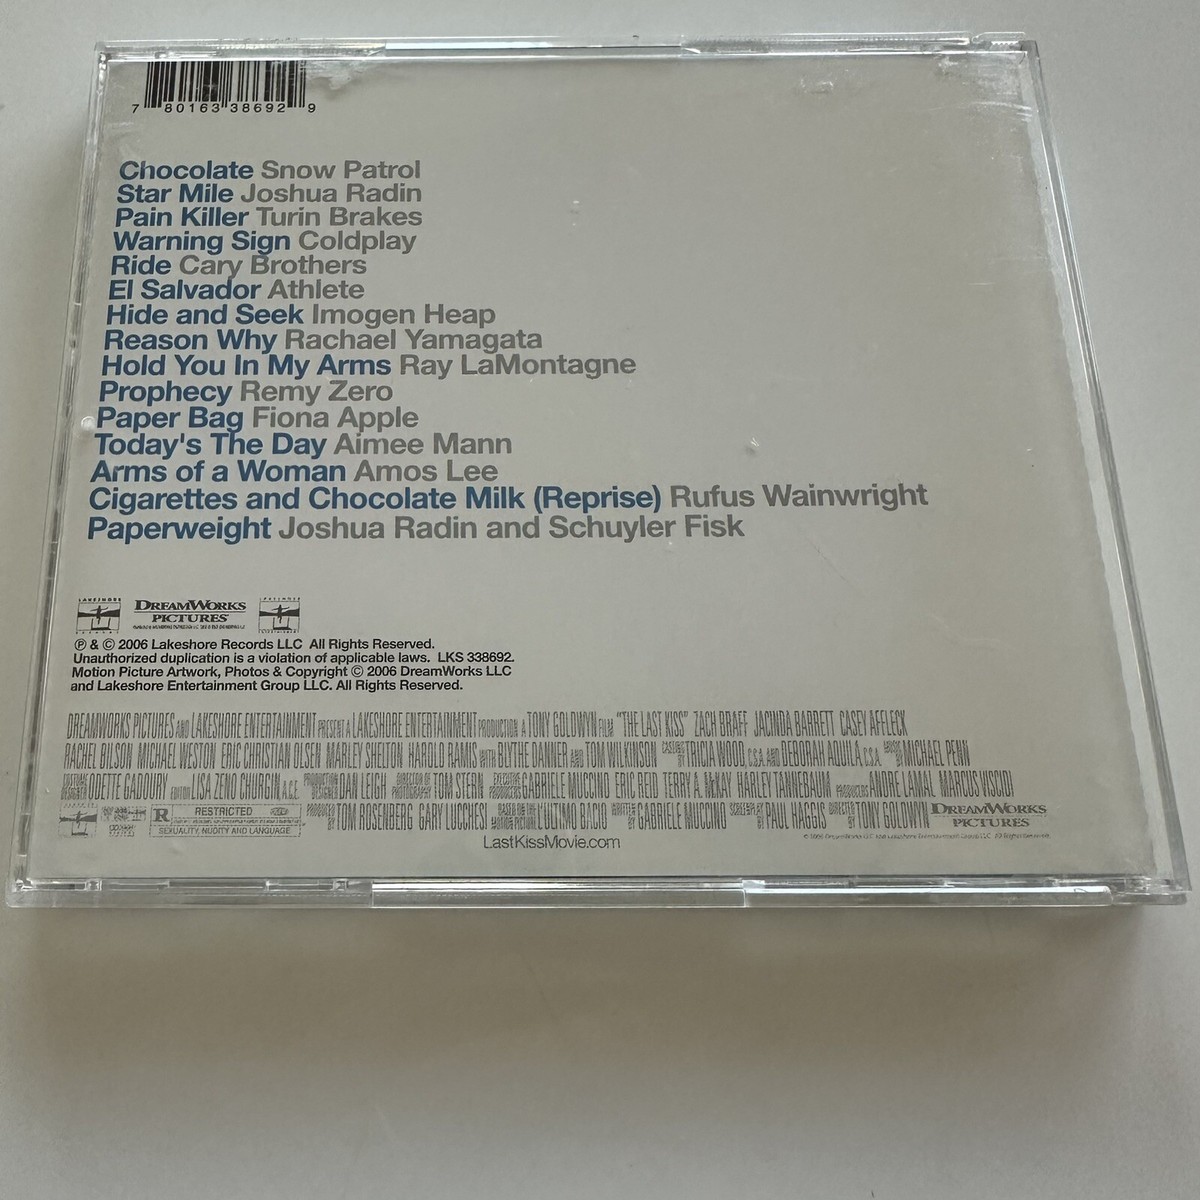 7 80163 38692 9
Chocolate Snow Patrol
Star Mile Joshua Radin
Pain Killer Turin Brakes
Warning Sign Coldplay
Ride Cary Brothers
El Salvador Athlete
Hide and Seek Imogen Heap
Reason Why Rachael Yamagata
Hold You In My Arms Ray LaMontagne
Prophecy Remy Zero
Paper Bag Fiona Apple
Today's The Day Aimee Mann
Arms of a Woman Amos Lee
Cigarettes and Chocolate Milk (Reprise) Rufus Wainwright
Paperweight Joshua Radin and Schuyler Fisk
LAKESHORE RECORDS DREAMWORKS PICTURES LAKESHORE
℗ & © 2006 Lakeshore Records LLC All Rights Reserved.
Unauthorized duplication is a violation of applicable laws. LKS 338692.
Motion Picture Artwork, Photos & Copyright © 2006 DreamWorks LLC
and Lakeshore Entertainment Group LLC. All Rights Reserved.
DREAMWORKS PICTURES AND LAKESHORE ENTERTAINMENT PRESENT A LAKESHORE ENTERTAINMENT PRODUCTION A TONY GOLDWYN FILM "THE LAST KISS" ZACH BRAFF JACINDA BARRETT CASEY AFFLECK
RACHEL BILSON MICHAEL WESTON ERIC CHRISTIAN OLSEN MARLEY SHELTON HAROLD RAMIS WITH BLYTHE DANNER AND TOM WILKINSON CASTING BY TRICIA WOOD, C.S.A. AND DEBORAH AQUILA, C.S.A. MUSIC BY MICHAEL PENN
COSTUME DESIGNER ODETTE GADOURY EDITOR LISA ZENO CHURGIN, A.C.E. PRODUCTION DESIGNER DAN LEIGH DIRECTOR OF PHOTOGRAPHY TOM STERN EXECUTIVE PRODUCERS GABRIELE MUCCINO ERIC REID TERRY A. McKAY HARLEY TANNEBAUM PRODUCERS ANDRE LAMAL MARCUS VISCIDI
R RESTRICTED SEXUALITY, NUDITY AND LANGUAGE PRODUCED BY TOM ROSENBERG GARY LUCCHESI BASED ON THE MOTION PICTURE L'ULTIMO BACIO WRITTEN BY GABRIELE MUCCINO SCREENPLAY BY PAUL HAGGIS DIRECTED BY TONY GOLDWYN DREAMWORKS PICTURES
LastKissMovie.com